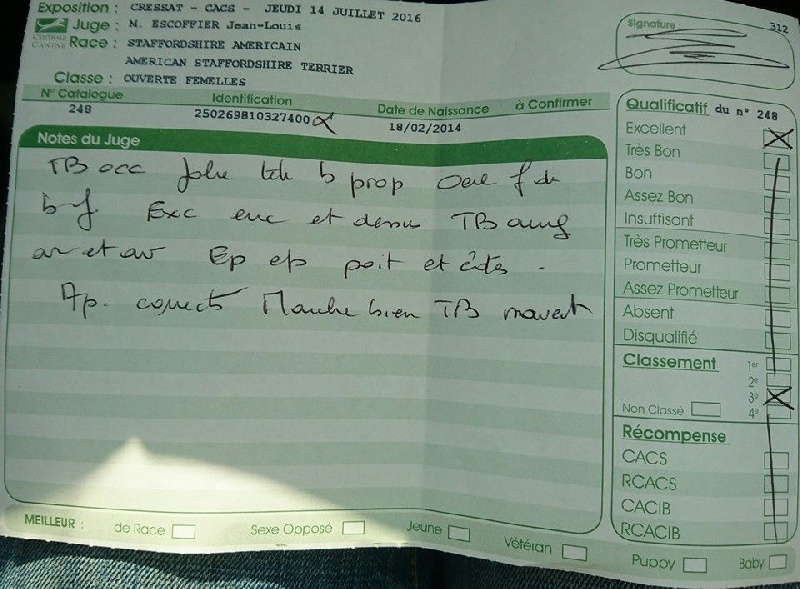 Exposition : CRESSAT - CACS - JEUDI 14 JUILLET 2016
Juge : M. ESCOFFIER Jean-Louis
CENTRALE CANINE
Race : STAFFORDSHIRE AMERICAIN
AMERICAN STAFFORDSHIRE TERRIER
Classe : OUVERTE FEMELLES
N° Catalogue Identification Date de Naissance à Confirmer
248 250269810327400 18/02/2014
Notes du Juge
TB occ Jolie tête b prop Oeil f de
b f. Exc enc et dessus TB ang
ar et av Ep ep poit et côtes.
Ap. corrects Marche bien TB mouvt
Signature
312
Qualificatif du n° 248
Excellent
Très Bon
Bon
Assez Bon
Insuffisant
Très Prometteur
Prometteur
Assez Prometteur
Absent
Disqualifié
Classement 1er
2e
3e
Non Classé 4e
Récompense
CACS
RCACS
CACIB
RCACIB
MEILLEUR : de Race Sexe Opposé Jeune Vétéran Puppy Baby